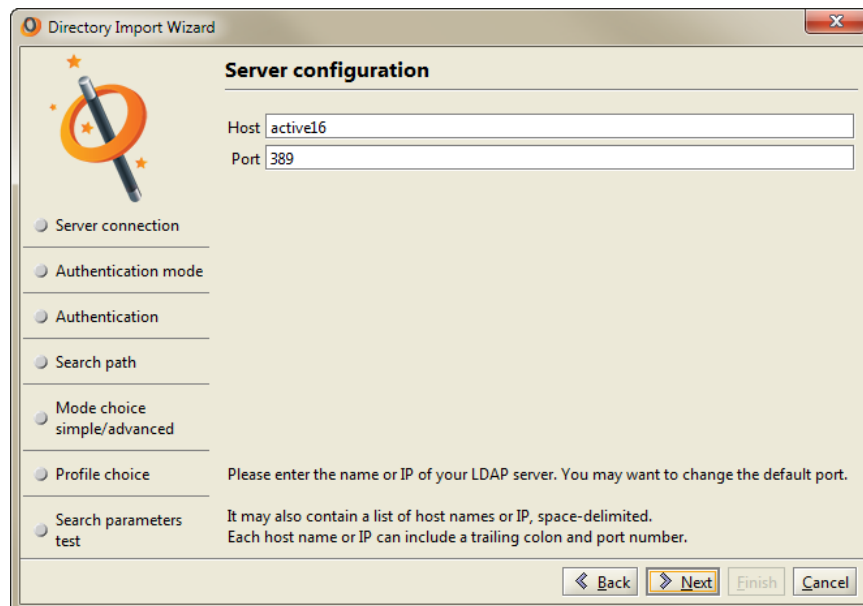 Directory Import Wizard
Server configuration
Host active16
Port 389
Server connection
Authentication mode
Authentication
Search path
Mode choice
simple/advanced
Profile choice
Search parameters
test
Please enter the name or IP of your LDAP server. You may want to change the default port.
It may also contain a list of host names or IP, space-delimited.
Each host name or IP can include a trailing colon and port number.
Back Next Finish Cancel